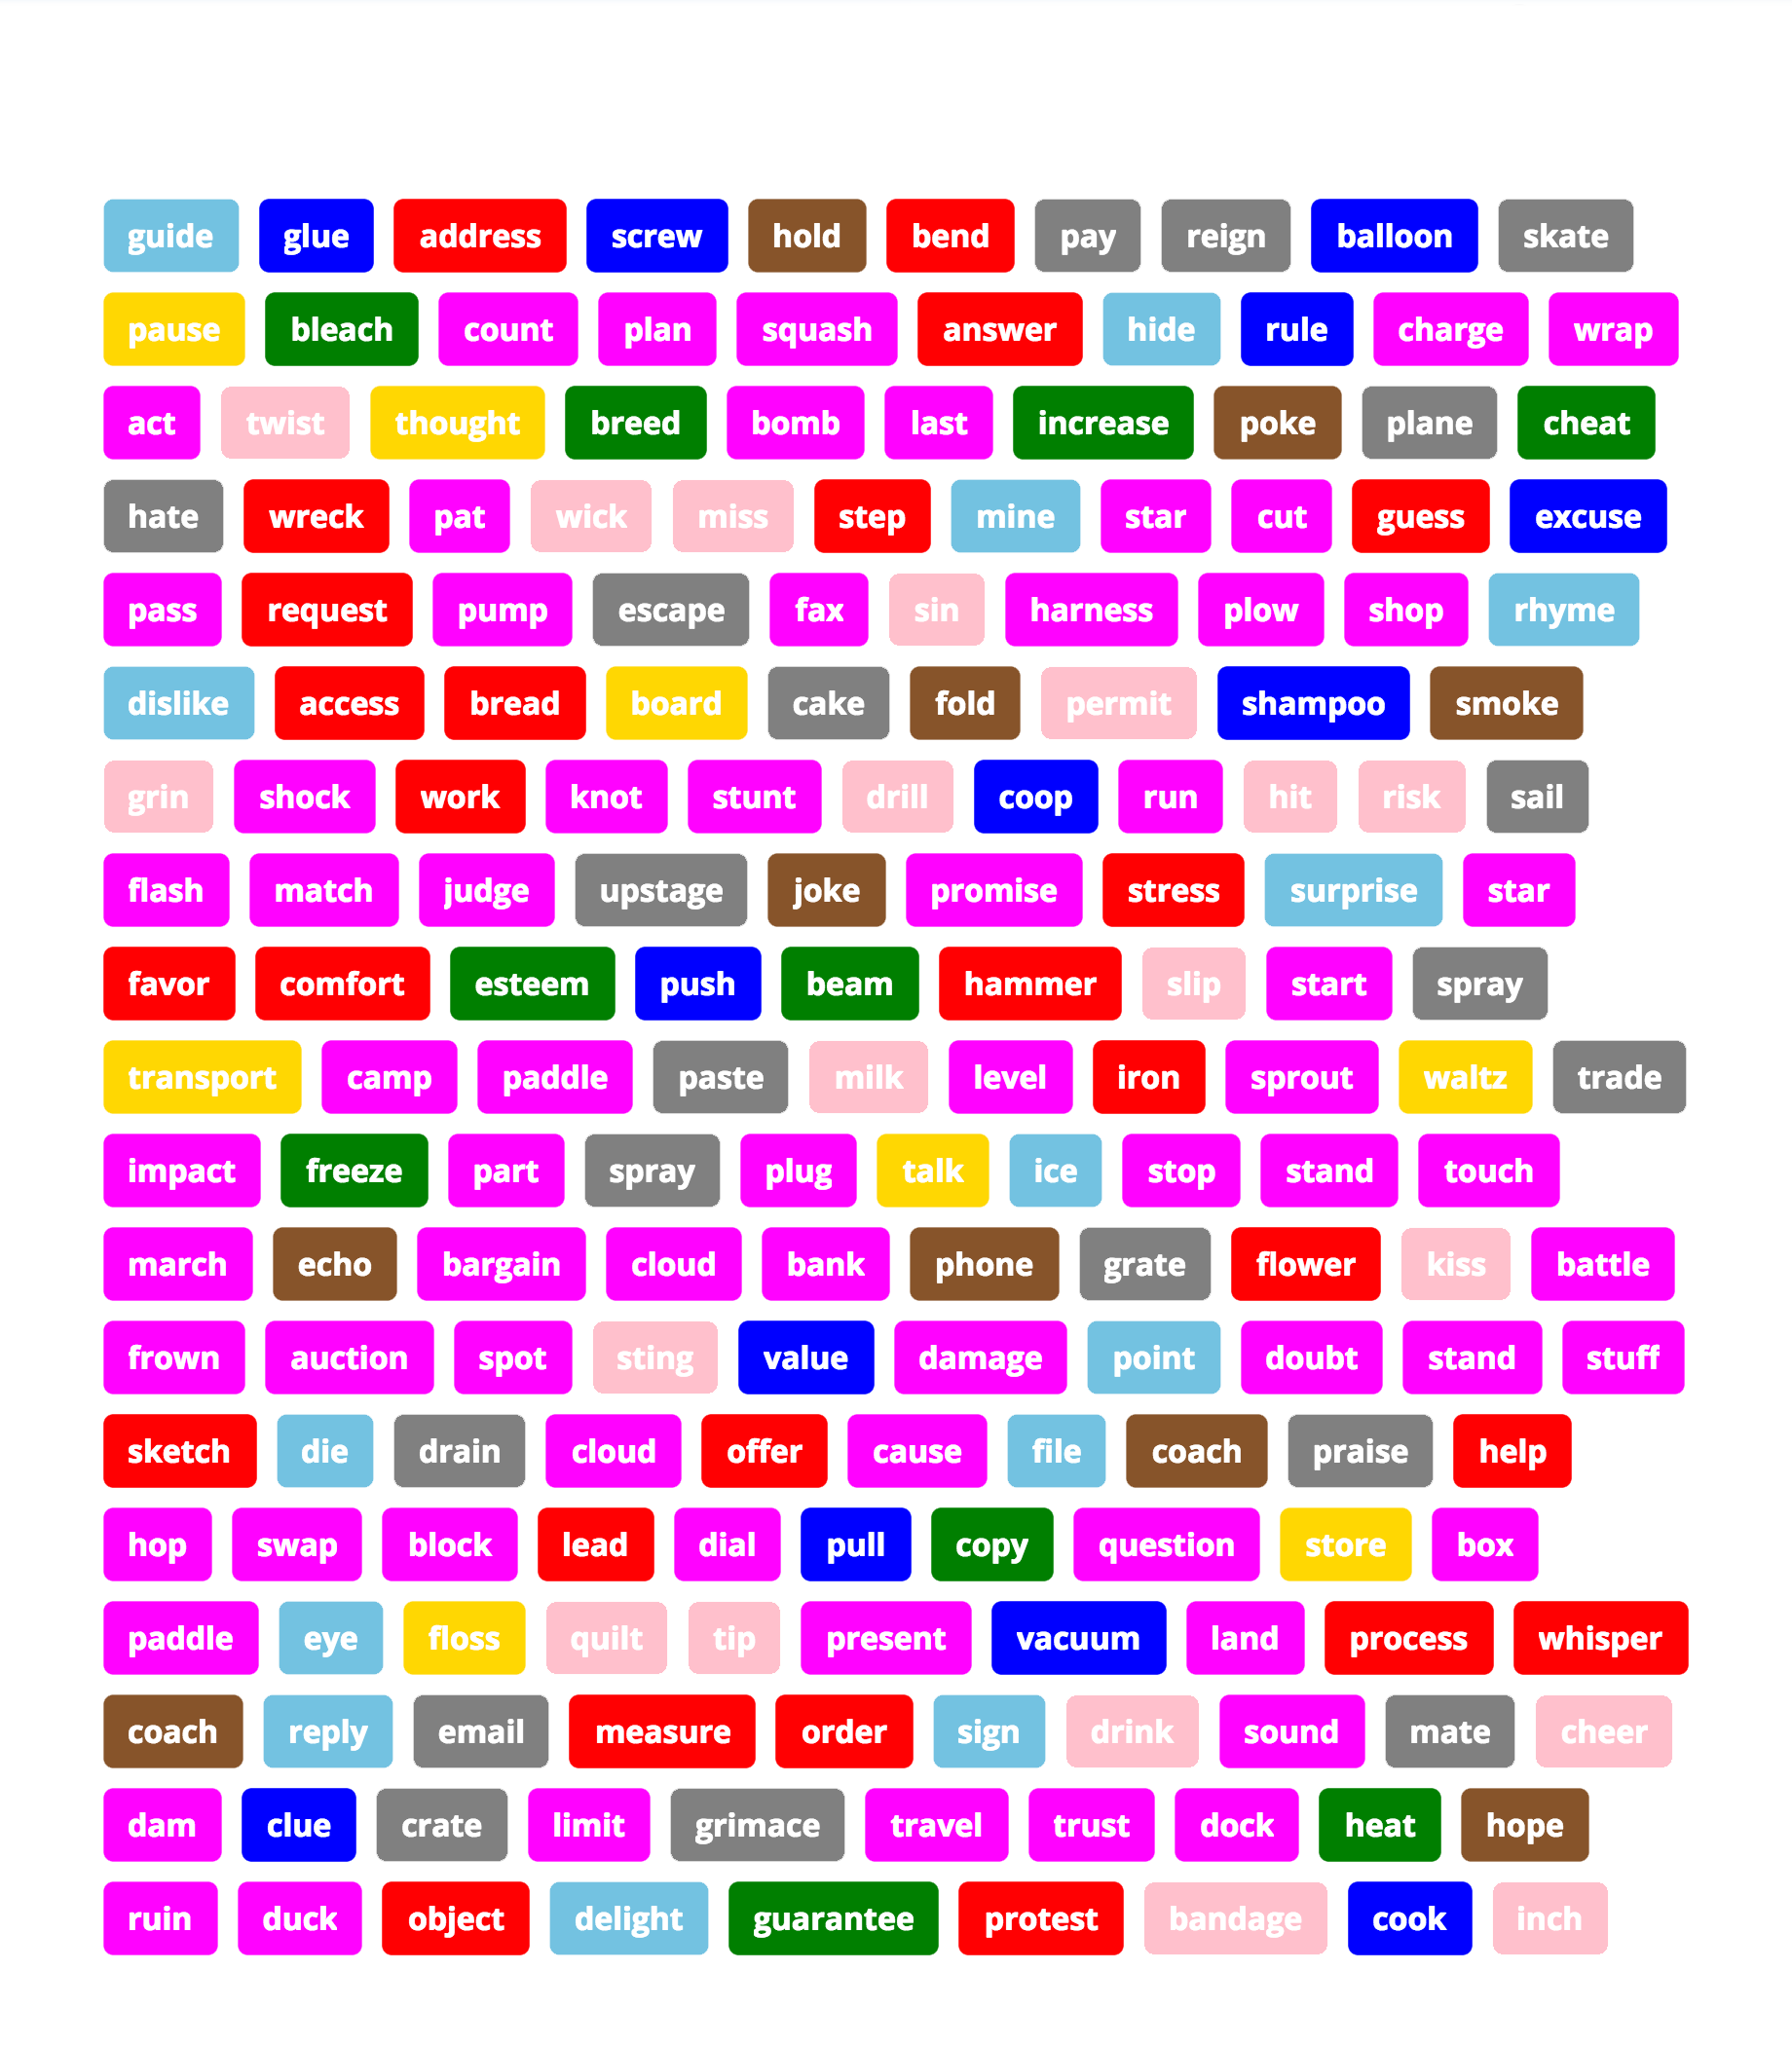 guide glue address screw hold bend pay reign balloon skate
pause bleach count plan squash answer hide rule charge wrap
act twist thought breed bomb last increase poke plane cheat
hate wreck pat wick miss step mine star cut guess excuse
pass request pump escape fax sin harness plow shop rhyme
dislike access bread board cake fold permit shampoo smoke
grin shock work knot stunt drill coop run hit risk sail
flash match judge upstage joke promise stress surprise star
favor comfort esteem push beam hammer slip start spray
transport camp paddle paste milk level iron sprout waltz trade
impact freeze part spray plug talk ice stop stand touch
march echo bargain cloud bank phone grate flower kiss battle
frown auction spot sting value damage point doubt stand stuff
sketch die drain cloud offer cause file coach praise help
hop swap block lead dial pull copy question store box
paddle eye floss quilt tip present vacuum land process whisper
coach reply email measure order sign drink sound mate cheer
dam clue crate limit grimace travel trust dock heat hope
ruin duck object delight guarantee protest bandage cook inch